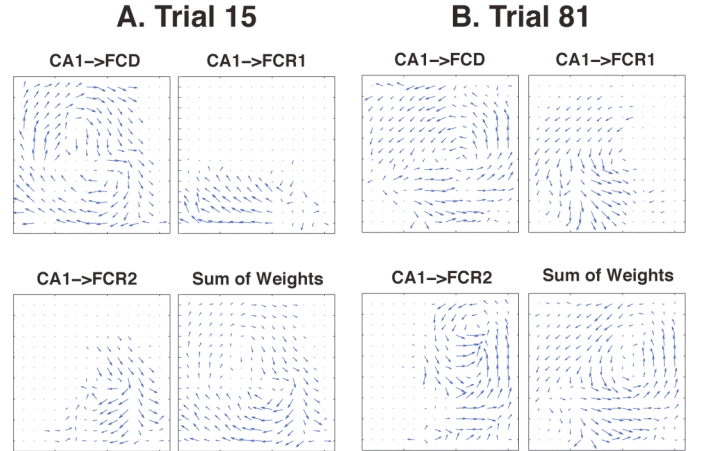 A. Trial 15
B. Trial 81
CA1–>FCD
CA1–>FCR1
CA1–>FCD
CA1–>FCR1
CA1–>FCR2
Sum of Weights
CA1–>FCR2
Sum of Weights